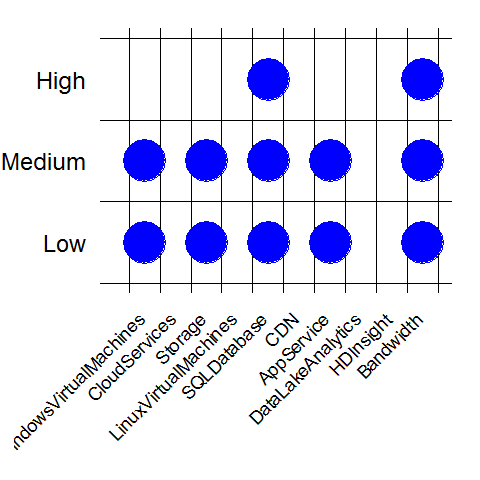 High
Medium
Low
ndowsVirtualMachines
CloudServices
Storage
LinuxVirtualMachines
SQLDatabase
CDN
AppService
DataLakeAnalytics
HDInsight
Bandwidth